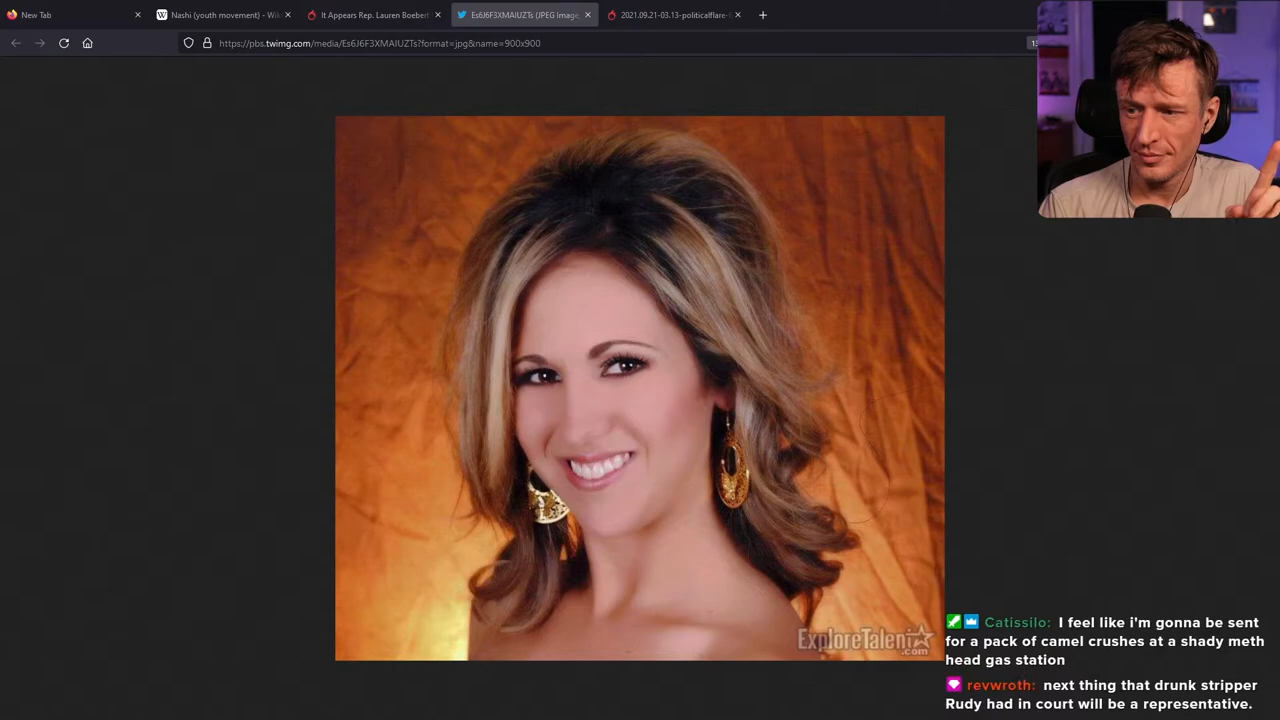 New Tab
Nashi (youth movement) - Wik
It Appears Rep. Lauren Boebert
Es6J6F3XMAIUZTs (JPEG Image,
2021.09.21-03.13-politicalflare-
https://pbs.twimg.com/media/Es6J6F3XMAIUZTs?format=jpg&name=900x900
ExploreTalent
.com
Catissilo: I feel like i'm gonna be sent
for a pack of camel crushes at a shady meth
head gas station
revwroth: next thing that drunk stripper
Rudy had in court will be a representative.